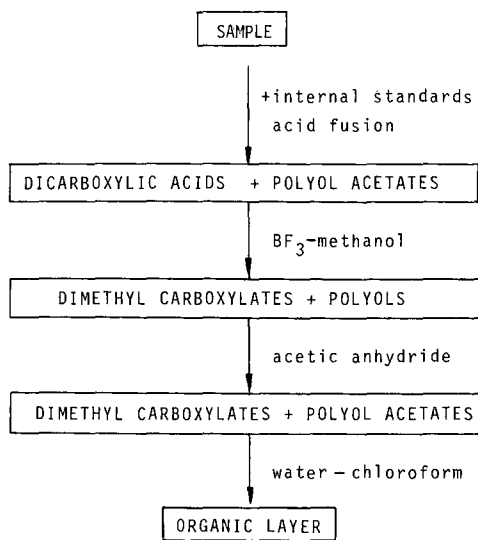 SAMPLE
+internal standards
acid fusion
DICARBOXYLIC ACIDS + POLYOL ACETATES
BF3-methanol
DIMETHYL CARBOXYLATES + POLYOLS
acetic anhydride
DIMETHYL CARBOXYLATES + POLYOL ACETATES
water-chloroform
ORGANIC LAYER